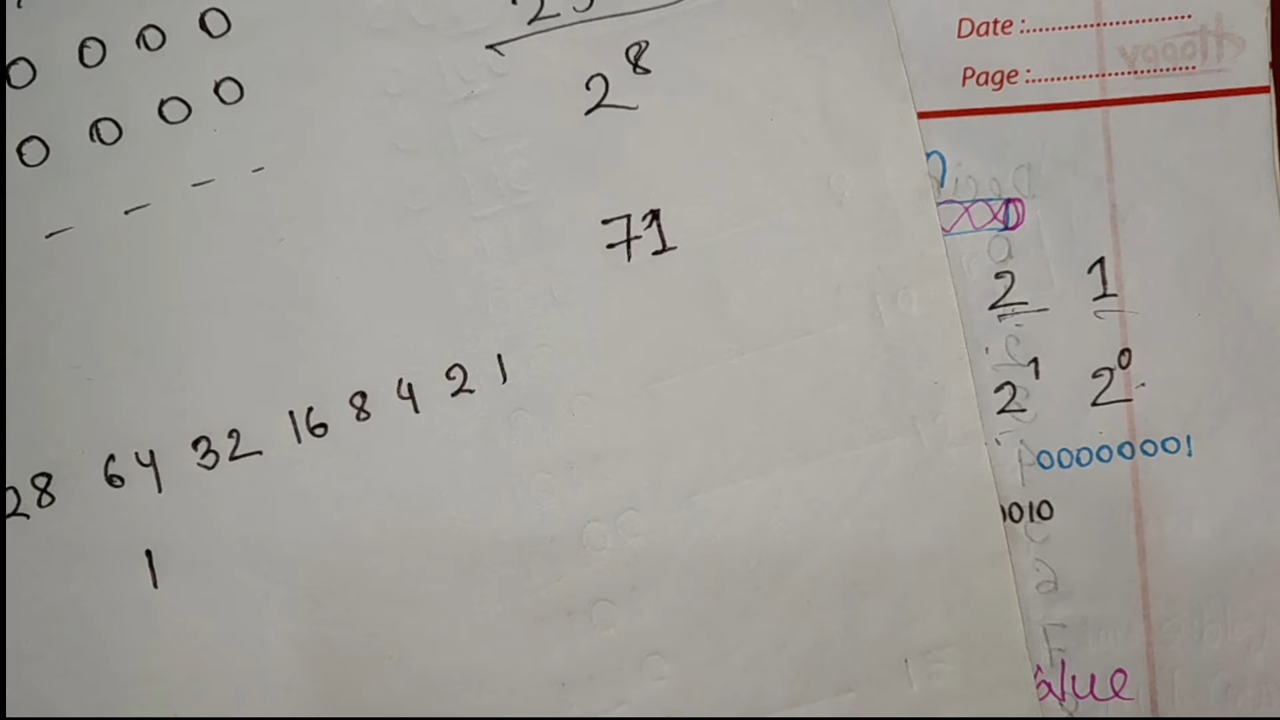 0 0 0 0
0 0 0 0
- - - -
2^8
71
28 64 32 16 8 4 2 1
1
Date :
Page :
2 1
2^1 2^0
00000001
0010
alue